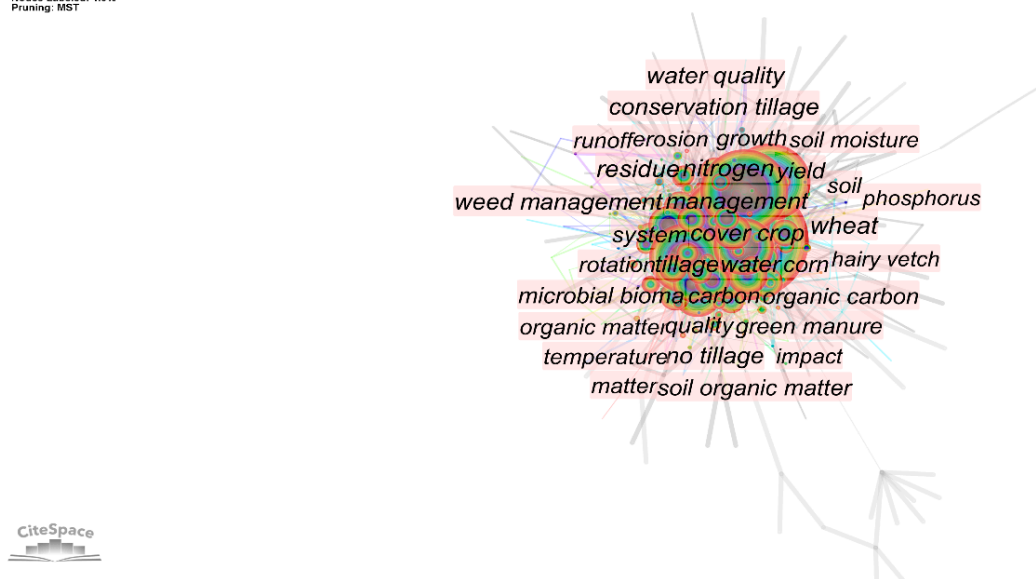 Pruning: MST
water quality
conservation tillage
runoff erosion growth soil moisture
residue nitrogen yield
soil
weed management management phosphorus
system cover crop wheat
rotation tillage water corn hairy vetch
microbial bioma carbon organic carbon
organic matter quality green manure
temperature no tillage impact
matter soil organic matter
CiteSpace